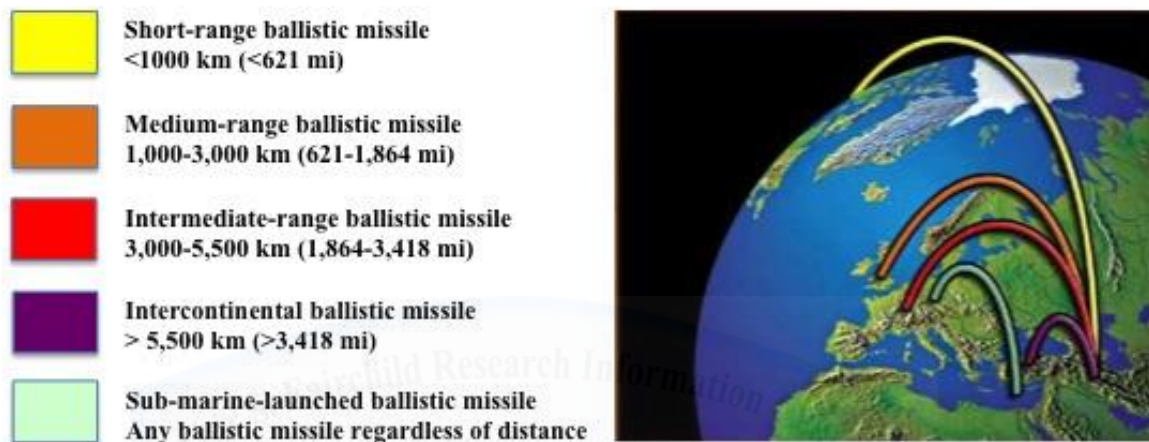 Short-range ballistic missile
<1000 km (<621 mi)
Medium-range ballistic missile
1,000-3,000 km (621-1,864 mi)
Intermediate-range ballistic missile
3,000-5,500 km (1,864-3,418 mi)
Intercontinental ballistic missile
> 5,500 km (>3,418 mi)
Fairchild Research Information
Sub-marine-launched ballistic missile
Any ballistic missile regardless of distance